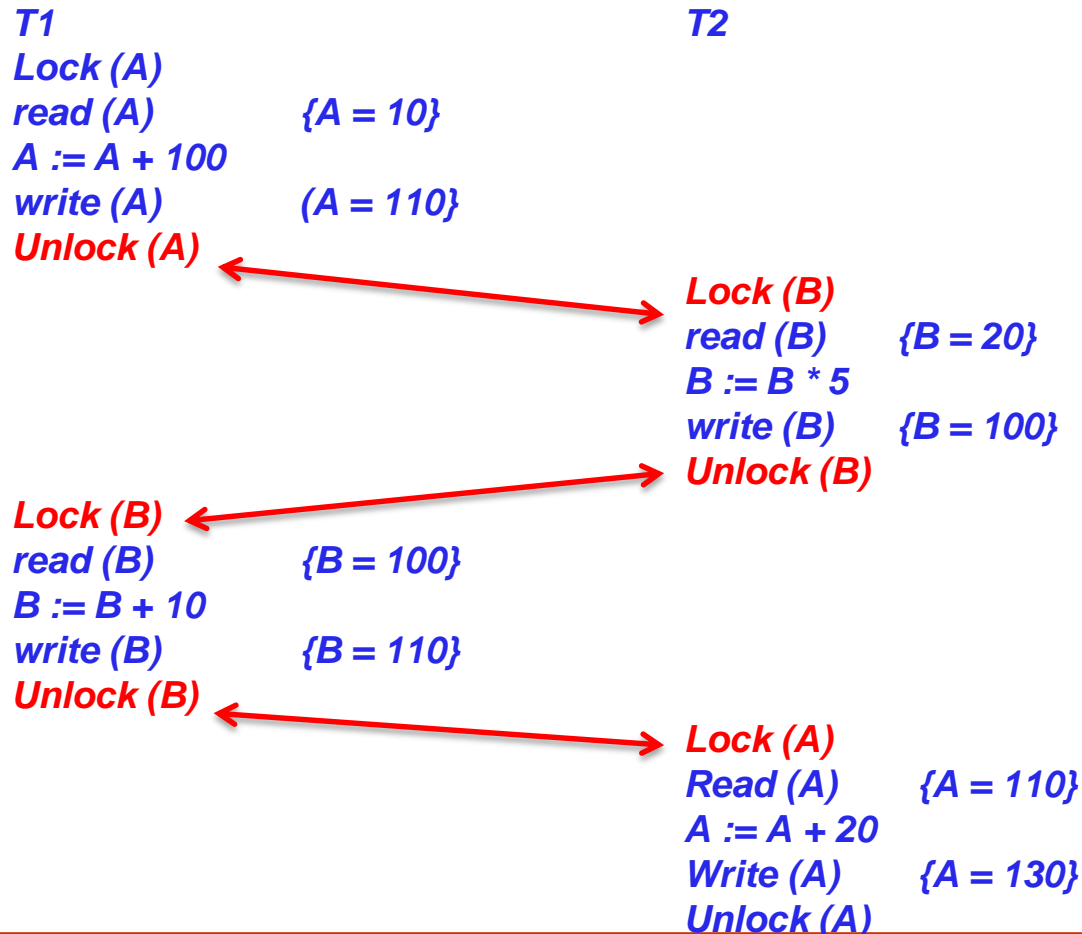 T1 T2
Lock (A)
read (A) {A = 10}
A := A + 100
write (A) (A = 110}
Unlock (A)
Lock (B)
read (B) {B = 20}
B := B * 5
write (B) {B = 100}
Unlock (B)
Lock (B)
read (B) {B = 100}
B := B + 10
write (B) {B = 110}
Unlock (B)
Lock (A)
Read (A) {A = 110}
A := A + 20
Write (A) {A = 130}
Unlock (A)